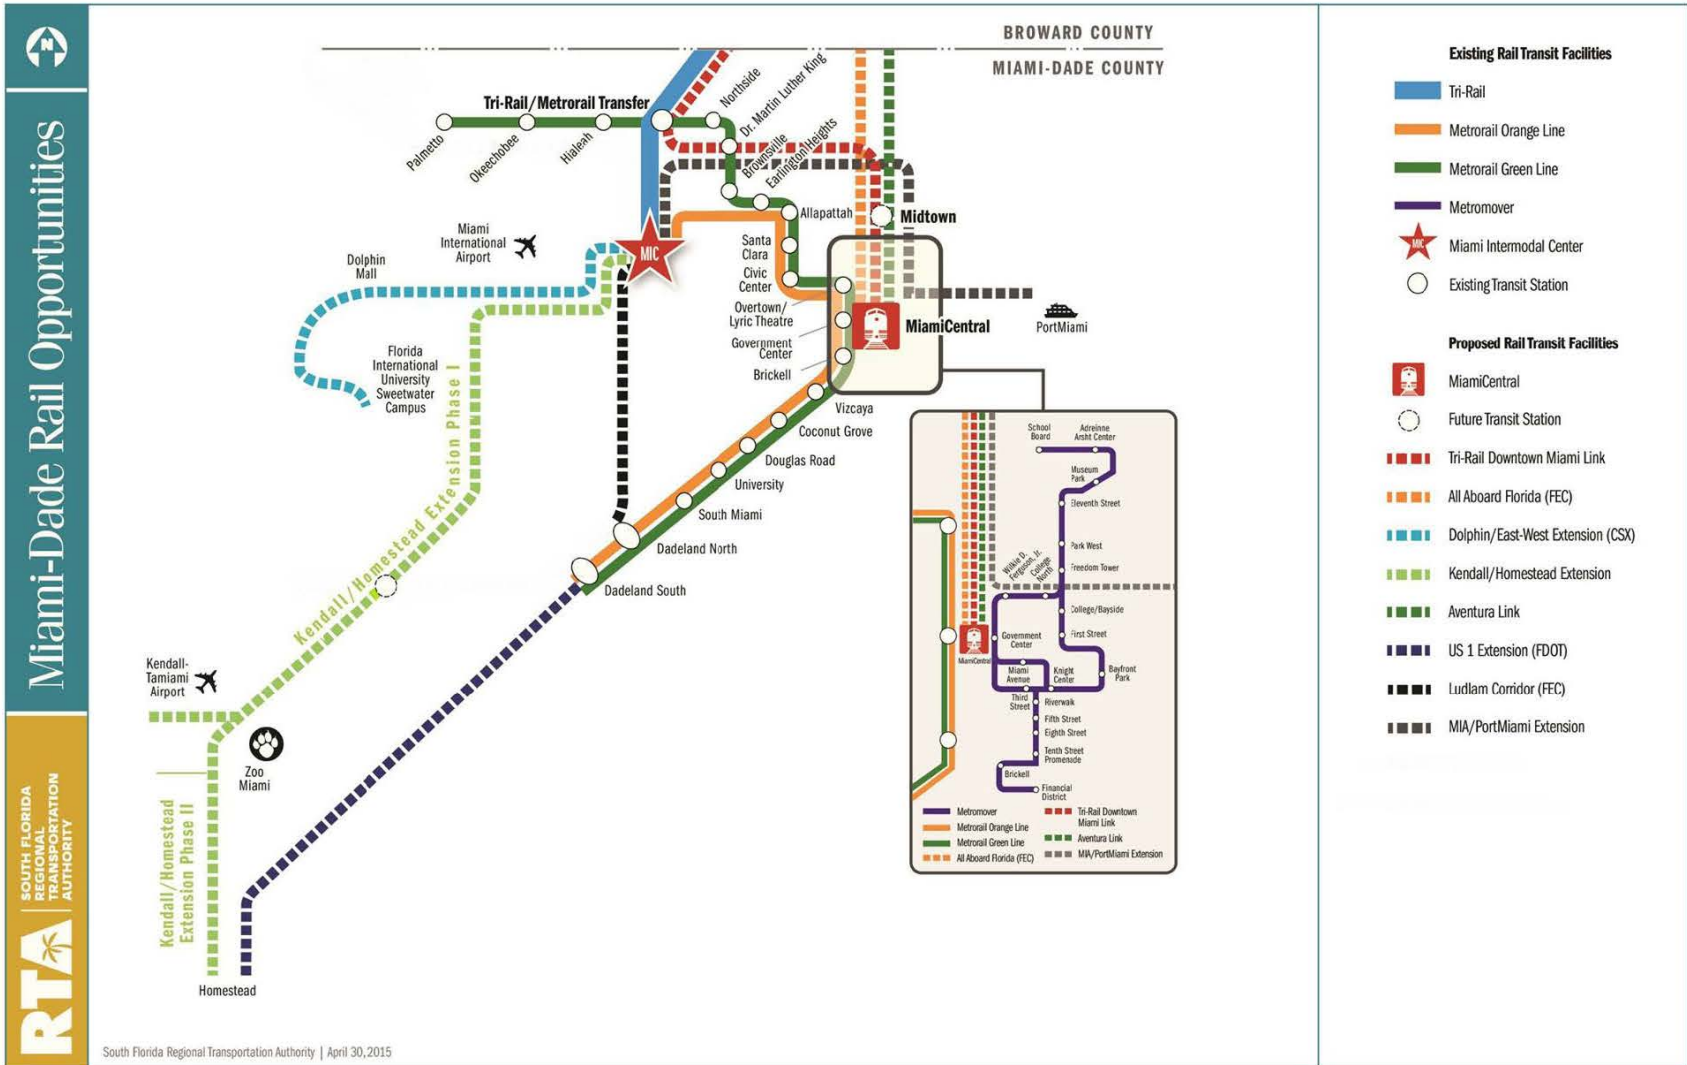 N
Miami-Dade Rail Opportunities
SOUTH FLORIDA
REGIONAL
TRANSPORTATION
AUTHORITY
RTA
BROWARD COUNTY
MIAMI-DADE COUNTY
Tri-Rail/Metrorail Transfer
Palmetto
Okeechobee
Hialeah
Northside
Dr. Martin Luther King
Brownsville
Earlington Heights
Allapattah
Santa
Clara
Civic
Center
Overtown/
Lyric Theatre
Government
Center
Brickell
Midtown
MiamiCentral
PortMiami
MIC
Miami
International
Airport
Dolphin
Mall
Florida
International
University
Sweetwater
Campus
Vizcaya
Coconut Grove
Douglas Road
University
South Miami
Dadeland North
Dadeland South
Kendall/Homestead Extension Phase I
Kendall-
Tamiami
Airport
Zoo
Miami
Kendall/Homestead
Extension Phase II
Homestead
School
Board
Adreinne
Arsht Center
Museum
Park
Eleventh Street
Park West
Freedom Tower
Wilkie D.
Ferguson, Jr.
College
North
College/Bayside
First Street
Government
Center
MiamiCentral
Miami
Avenue
Knight
Center
Bayfront
Park
Third
Street
Riverwalk
Fifth Street
Eighth Street
Tenth Street
Promenade
Brickell
Financial
District
Metromover
Metrorail Orange Line
Metrorail Green Line
All Aboard Florida (FEC)
Tri-Rail Downtown
Miami Link
Aventura Link
MIA/PortMiami Extension
Existing Rail Transit Facilities
Tri-Rail
Metrorail Orange Line
Metrorail Green Line
Metromover
MIC
Miami Intermodal Center
Existing Transit Station
Proposed Rail Transit Facilities
MiamiCentral
Future Transit Station
Tri-Rail Downtown Miami Link
All Aboard Florida (FEC)
Dolphin/East-West Extension (CSX)
Kendall/Homestead Extension
Aventura Link
US 1 Extension (FDOT)
Ludlam Corridor (FEC)
MIA/PortMiami Extension
South Florida Regional Transportation Authority | April 30, 2015